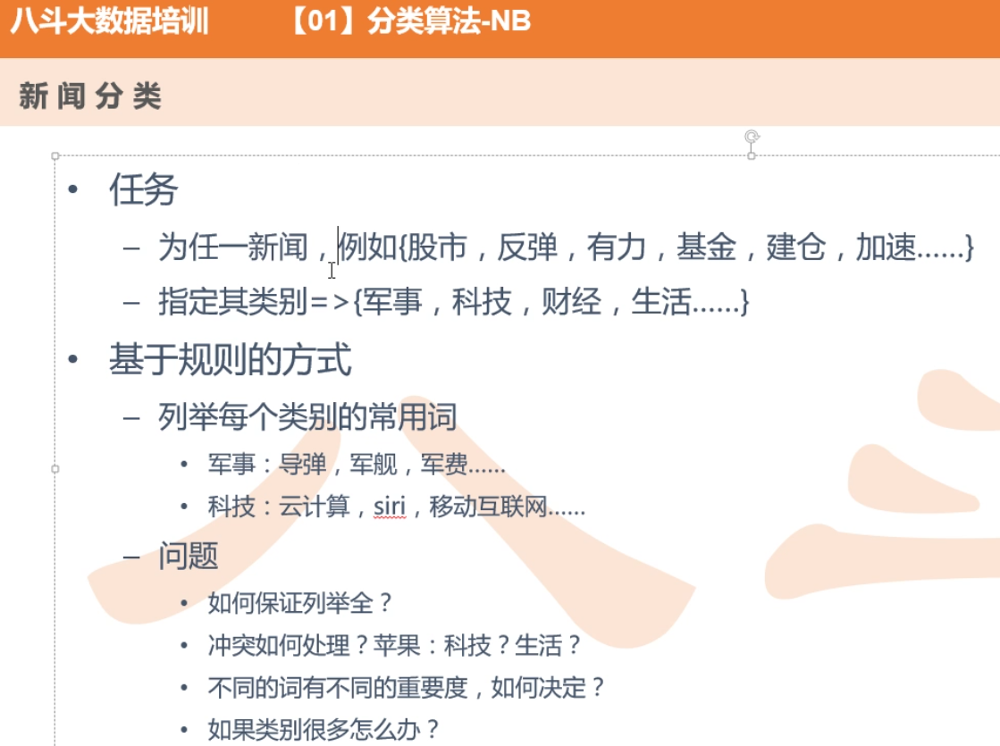 八斗大数据培训 【01】分类算法-NB
新闻分类
• 任务
– 为任一新闻，例如{股市，反弹，有力，基金，建仓，加速……}
– 指定其类别=>{军事，科技，财经，生活……}
• 基于规则的方式
– 列举每个类别的常用词
• 军事：导弹，军舰，军费……
• 科技：云计算，siri，移动互联网……
– 问题
• 如何保证列举全？
• 冲突如何处理？苹果：科技？生活？
• 不同的词有不同的重要度，如何决定？
• 如果类别很多怎么办？